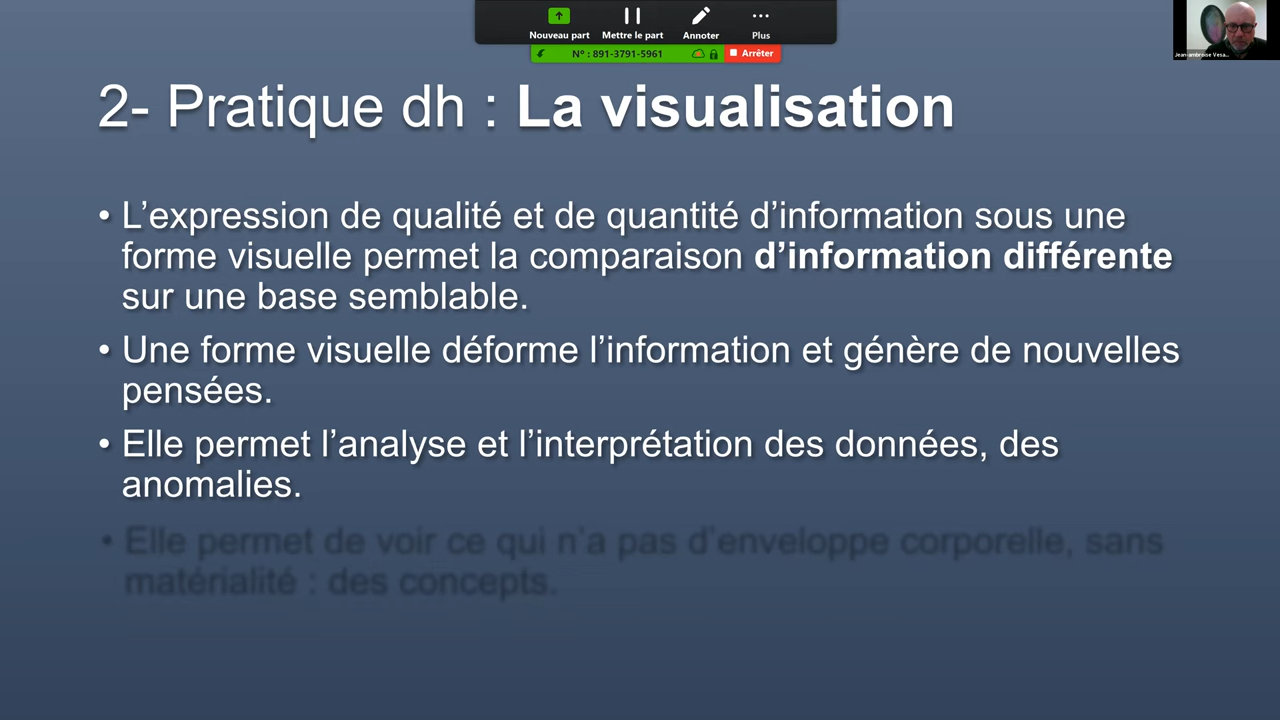 Nouveau part Mettre le part Annoter Plus
N° : 891-3791-5961 Arrêter
Jean-ambroise Vesa...
2- Pratique dh : La visualisation
• L’expression de qualité et de quantité d’information sous une
forme visuelle permet la comparaison d’information différente
sur une base semblable.
• Une forme visuelle déforme l’information et génère de nouvelles
pensées.
• Elle permet l’analyse et l’interprétation des données, des
anomalies.
• Elle permet de voir ce qui n’a pas d’enveloppe corporelle, sans
matérialité : des concepts.